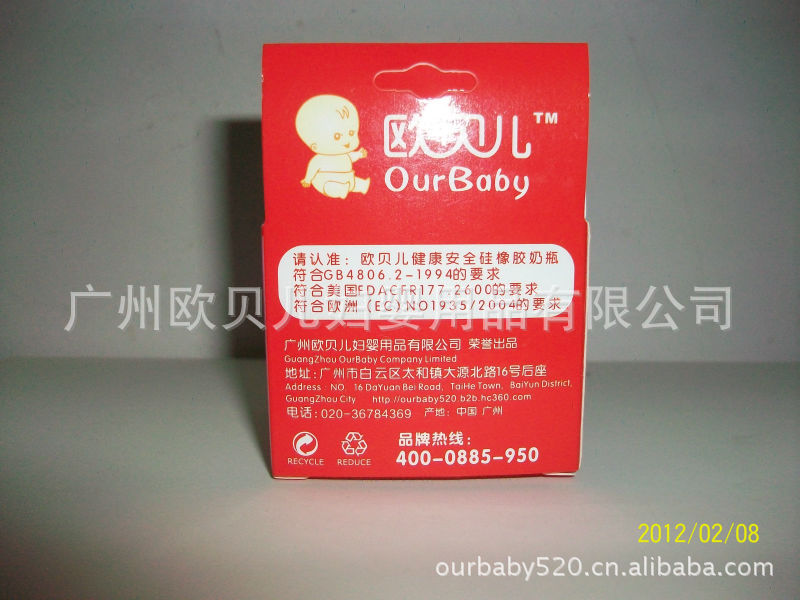 欧贝儿™
OurBaby
请认准：欧贝儿健康安全硅橡胶奶瓶
符合GB4806.2-1994的要求
符合美国FDACFR177.2600的要求
符合欧洲（EC）NO1935/2004的要求
广州欧贝儿妇婴用品有限公司
广州欧贝儿妇婴用品有限公司 荣誉出品
GuangZhou OurBaby Company Limited
地址：广州市白云区太和镇大源北路16号后座
Address：NO. 16 DaYuan Bei Road, TaiHe Town, BaiYun District,
GuangZhou City http://ourbaby520.b2b.hc360.com
电话：020-36784369 产地：中国 广州
RECYCLE REDUCE
品牌热线：
400-0885-950
2012/02/08
ourbaby520.cn.alibaba.com